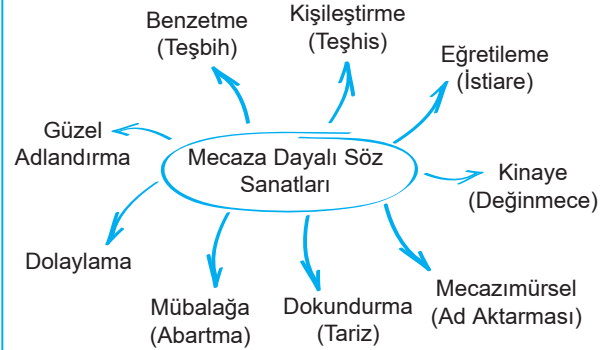 Benzetme
(Teşbih)
Kişileştirme
(Teşhis)
Eğretileme
(İstiare)
Güzel
Adlandırma
Mecaza Dayalı Söz
Sanatları
Kinaye
(Değinmece)
Dolaylama
Mübalağa
(Abartma)
Dokundurma
(Tariz)
Mecazımürsel
(Ad Aktarması)